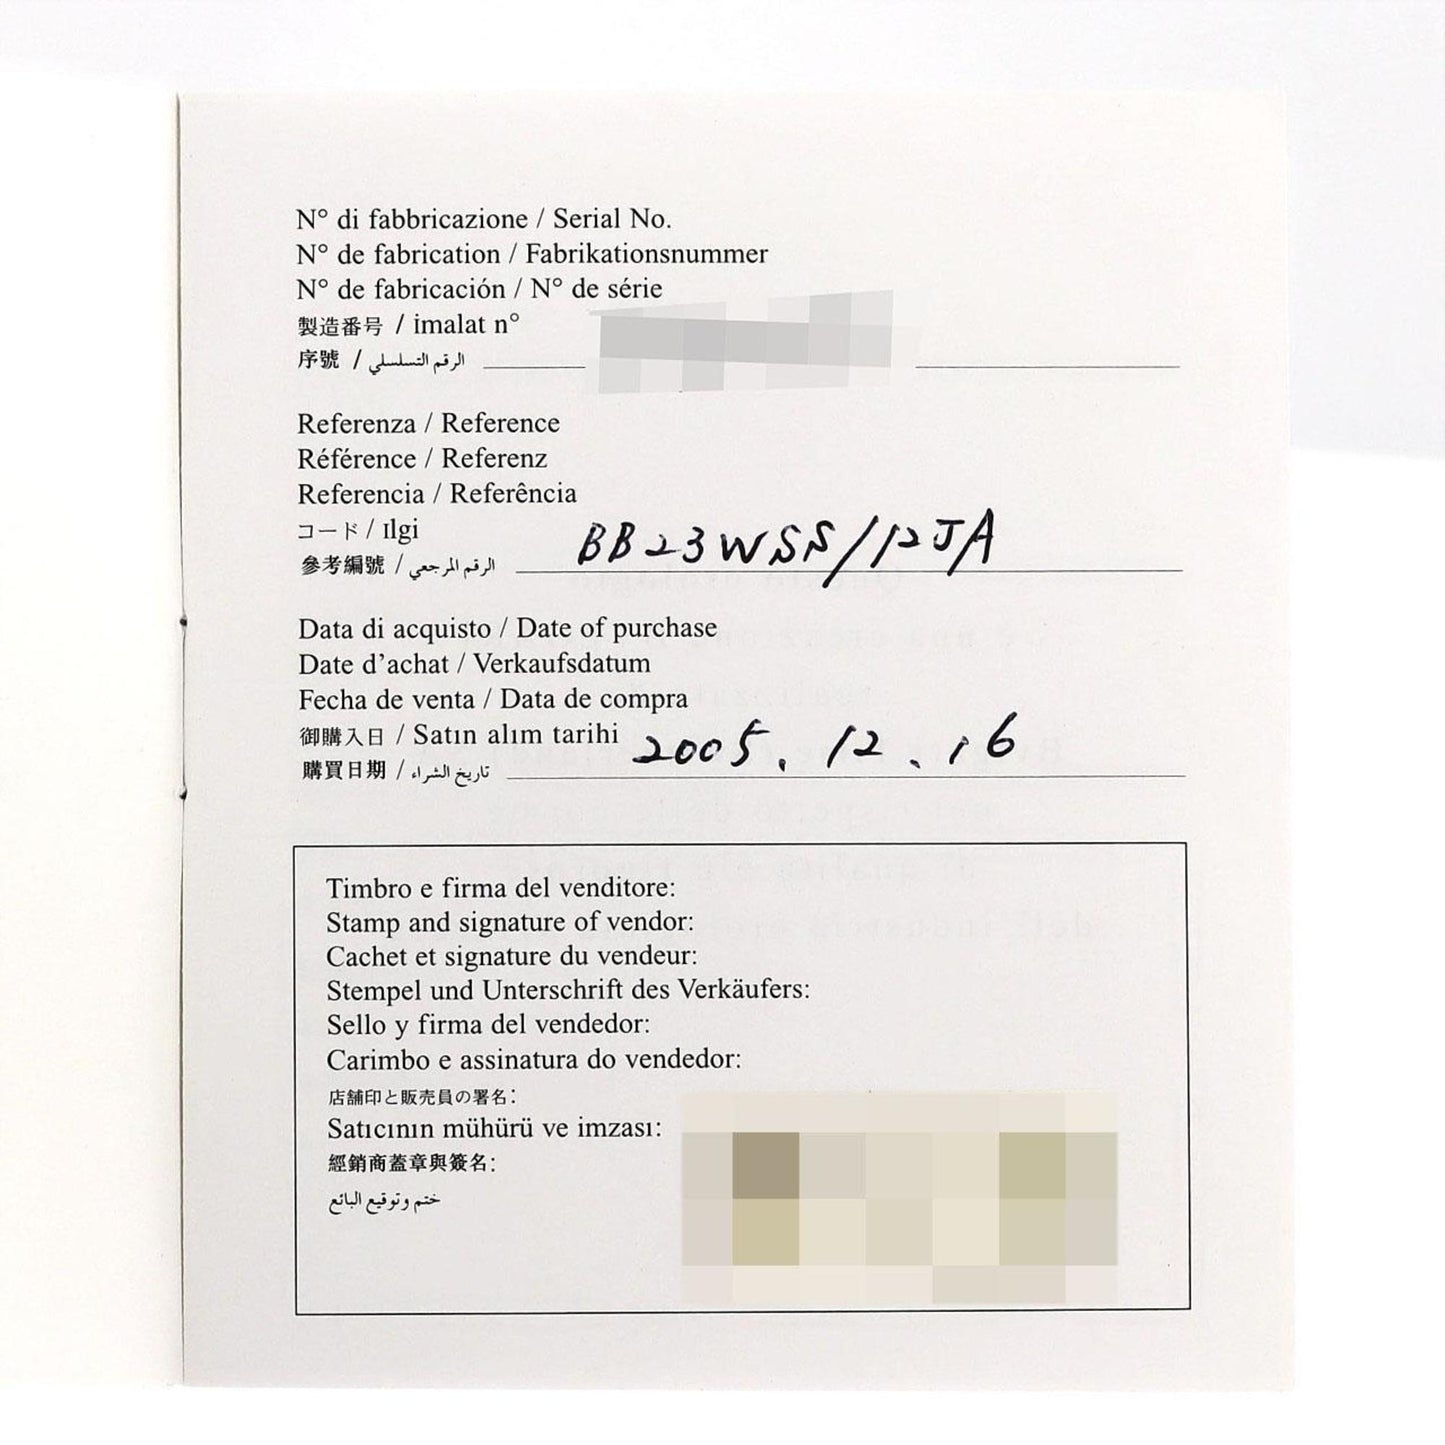 N° di fabbricazione / Serial No.
N° de fabrication / Fabrikationsnummer
N° de fabricación / N° de série
製造番号 / imalat n°
序號 / الرقم التسلسلي
Referenza / Reference
Référence / Referenz
Referencia / Referência
コード / Ilgi
參考編號 / الرقم المرجعي BB23WSS/12JA
Data di acquisto / Date of purchase
Date d'achat / Verkaufsdatum
Fecha de venta / Data de compra
御購入日 / Satın alım tarihi 2005. 12. 16
購買日期 / تاريخ الشراء
Timbro e firma del venditore:
Stamp and signature of vendor:
Cachet et signature du vendeur:
Stempel und Unterschrift des Verkäufers:
Sello y firma del vendedor:
Carimbo e assinatura do vendedor:
店舗印と販売員の署名:
Satıcının mühürü ve imzası:
經銷商蓋章與簽名:
ختم وتوقيع البائع